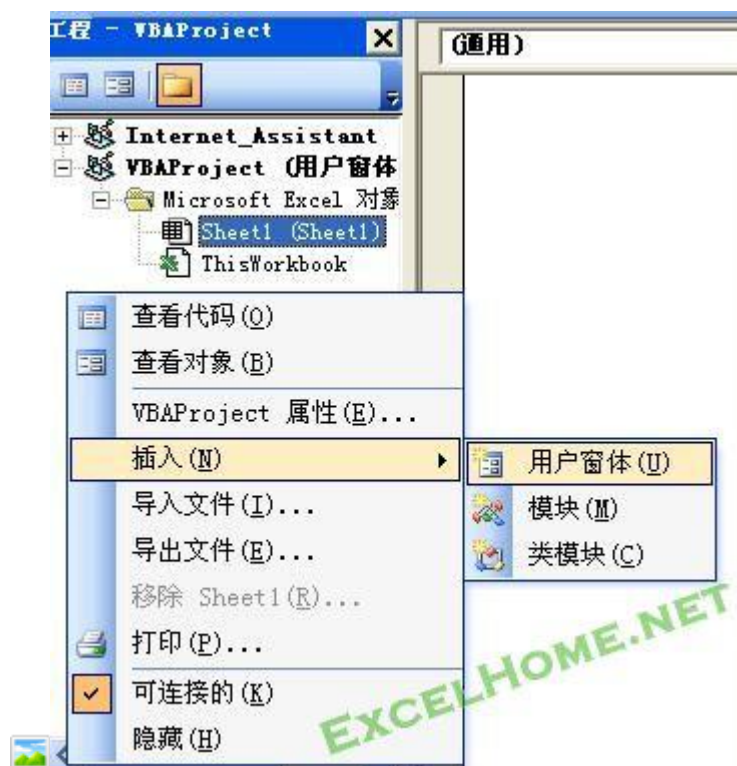 工程 - VBAProject
(通用)
Internet_Assistant
VBAProject (用户窗体
Microsoft Excel 对象
Sheet1 (Sheet1)
ThisWorkbook
查看代码(O)
查看对象(B)
VBAProject 属性(E)...
插入(N)
用户窗体(U)
导入文件(I)...
模块(M)
导出文件(E)...
类模块(C)
移除 Sheet1(R)...
打印(P)...
可连接的(K)
隐藏(H)
EXCELHOME.NET